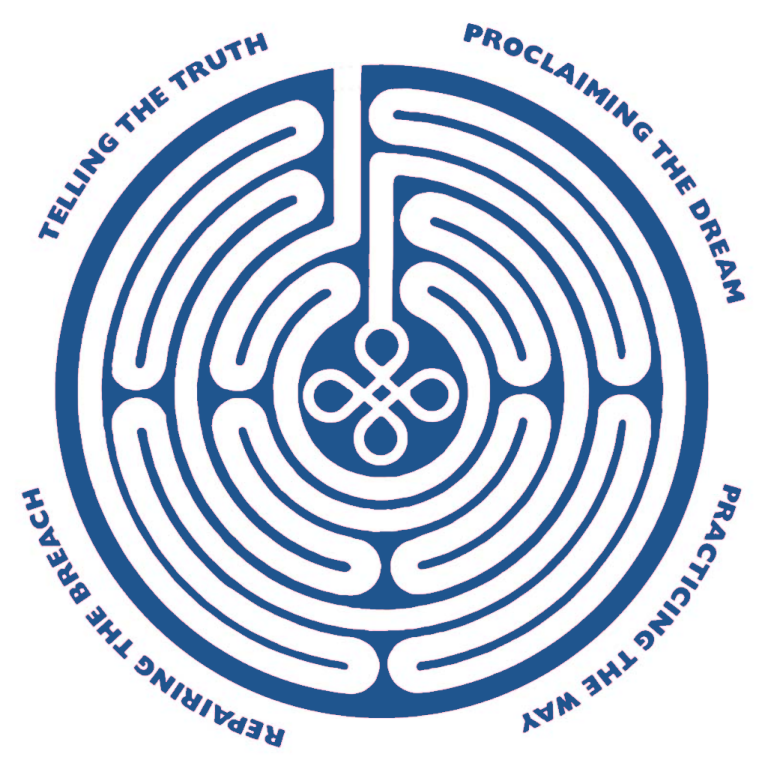 TELLING THE TRUTH
PROCLAIMING THE DREAM
PRACTICING THE WAY
REPAIRING THE BREACH